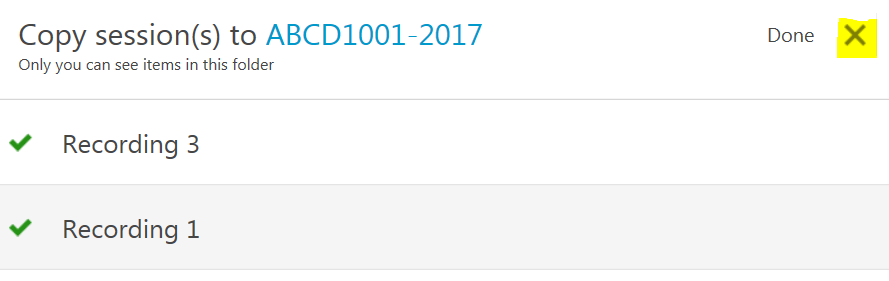 Copy session(s) to ABCD1001-2017
Done
Only you can see items in this folder
Recording 3
Recording 1